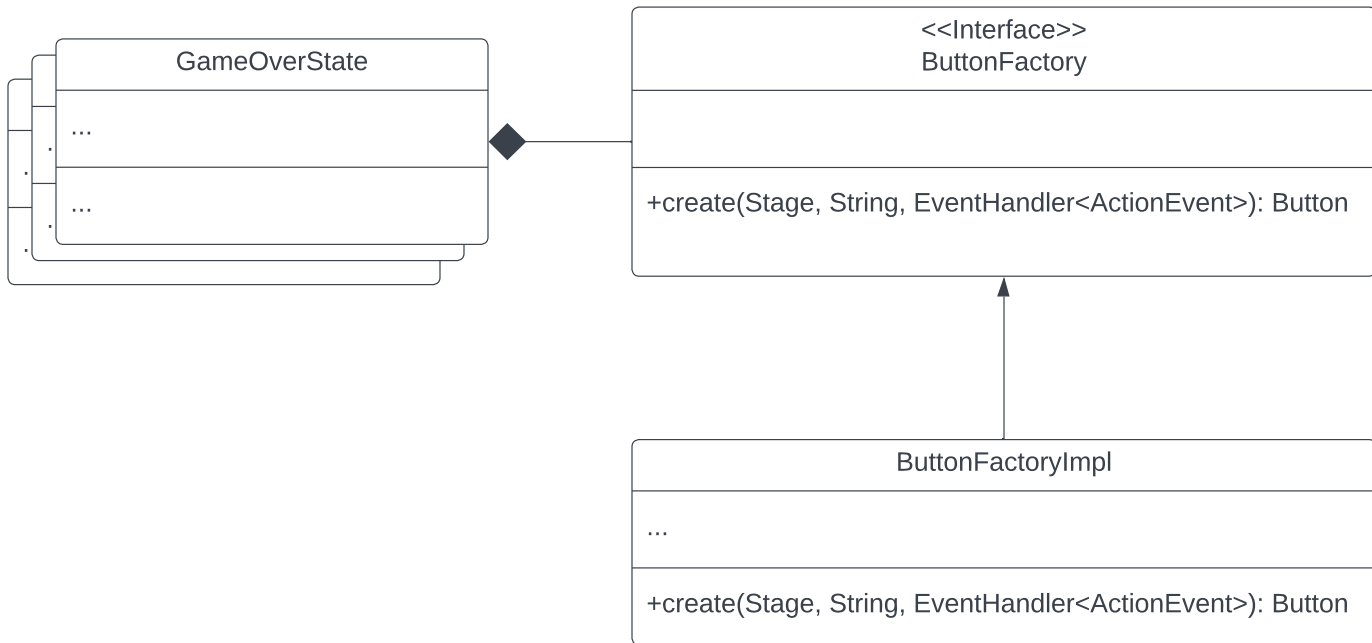 GameOverState
...
...
.
.
.
.
<<Interface>>
ButtonFactory
+create(Stage, String, EventHandler<ActionEvent>): Button
ButtonFactoryImpl
...
+create(Stage, String, EventHandler<ActionEvent>): Button